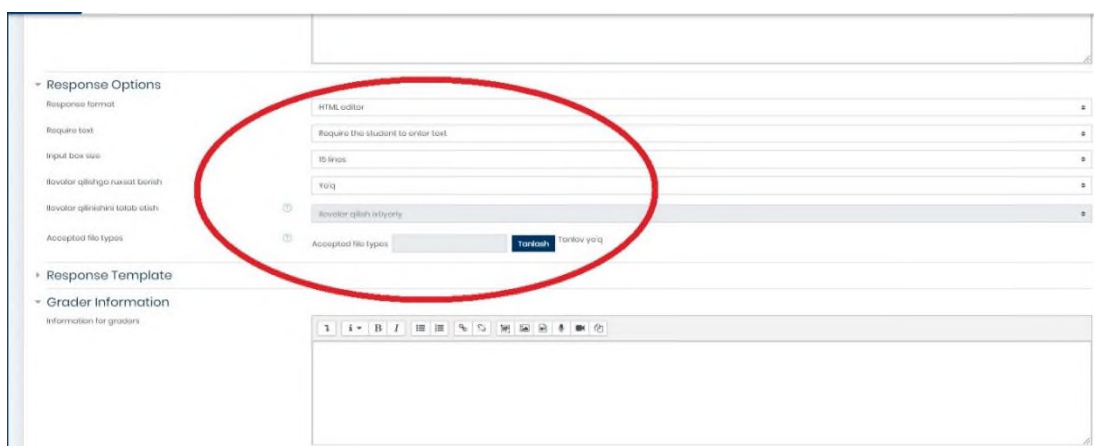 Response Options
Response format
HTML editor
Require text
Require the student to enter text
Input box size
15 lines
Ilovalar qilishga ruxsat berish
Yo'q
Ilovalar qilinishini talab etish
Ilovalar qilish ixtiyoriy
Accepted file types
Accepted file types
Tanlash
Tanlov yo'q
Response Template
Grader Information
Information for graders